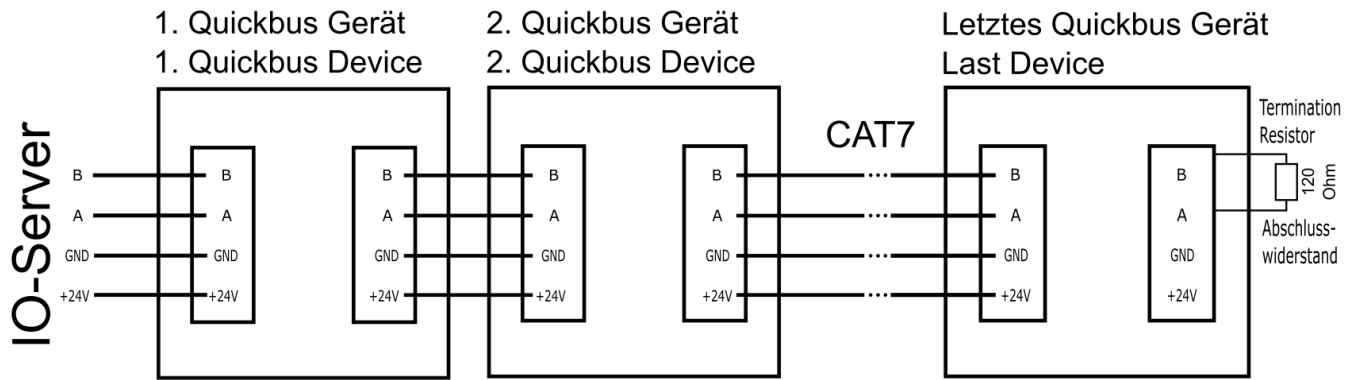 1. Quickbus Gerät
1. Quickbus Device
2. Quickbus Gerät
2. Quickbus Device
Letztes Quickbus Gerät
Last Device
IO-Server
CAT7
Termination
Resistor
120
Ohm
Abschluss-
widerstand
B B B B B B B
A A A A A A A
GND GND GND GND GND GND GND
+24V +24V +24V +24V +24V +24V +24V